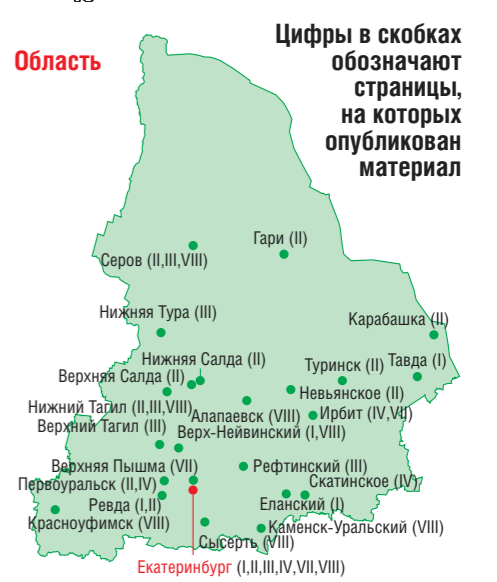 Область
Цифры в скобках
обозначают
страницы,
на которых
опубликован
материал
Гари (II)
Серов (II,III,VIII)
Нижняя Тура (III)
Карабашка (II)
Нижняя Салда (II)
Туринск (II)
Тавда (I)
Верхняя Салда (II)
Невьянское (II)
Нижний Тагил (II,III,VIII)
Алапаевск (VIII)
Ирбит (IV,VII)
Верхний Тагил (III)
Верх-Нейвинский (I,VIII)
Верхняя Пышма (VII)
Рефтинский (III)
Первоуральск (II,IV)
Скатинское (IV)
Ревда (I,II)
Еланский (I)
Красноуфимск (VIII)
Каменск-Уральский (VIII)
Сысерть (VIII)
Екатеринбург (I,II,III,IV,VII,VIII)